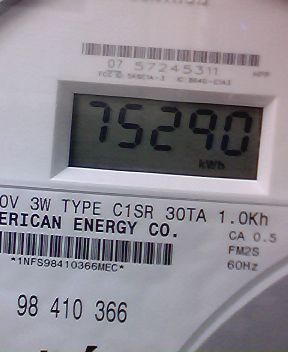 07 57245311
75290
kWh
0V 3W TYPE C1SR 30TA 1.0Kh
ERICAN ENERGY CO.
CA 0.5
FM2S
*1NFS98410366MEC*
60Hz
98 410 366